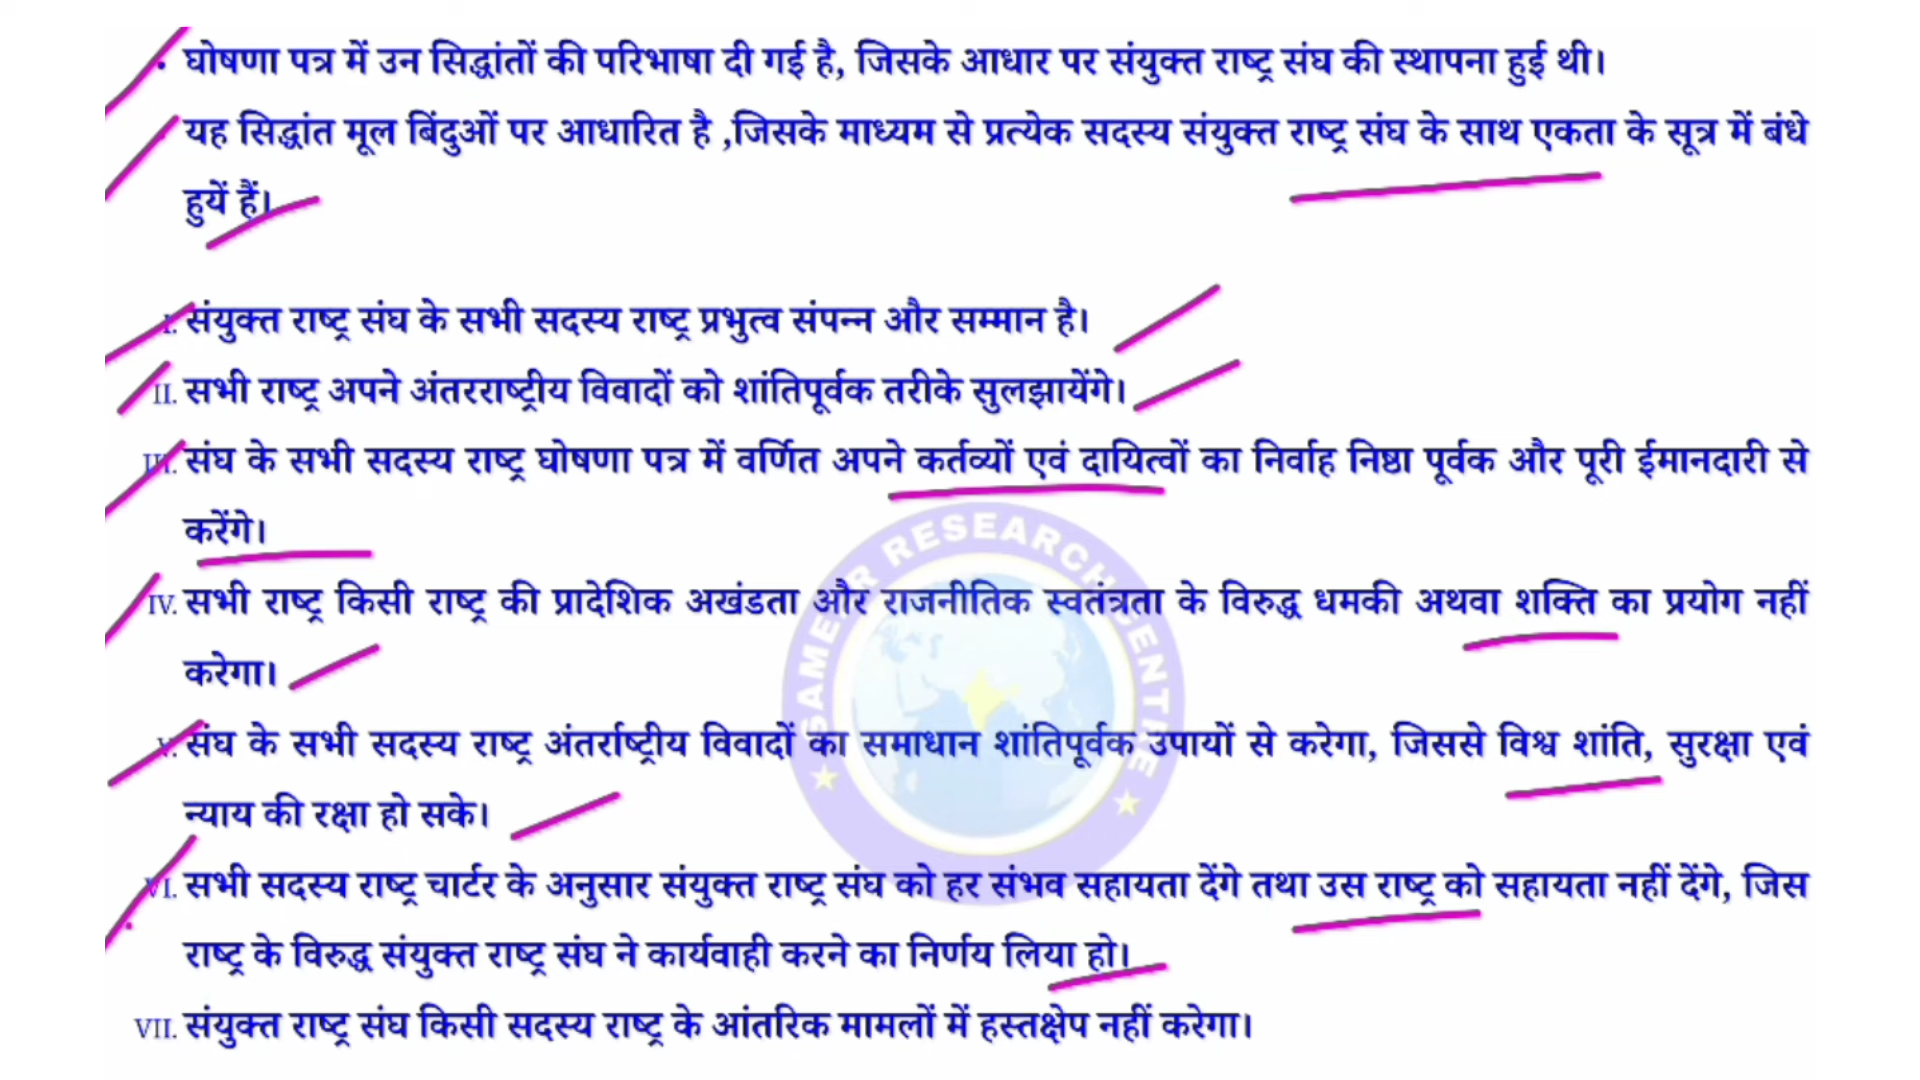 • घोषणा पत्र में उन सिद्धांतों की परिभाषा दी गई है, जिसके आधार पर संयुक्त राष्ट्र संघ की स्थापना हुई थी।
• यह सिद्धांत मूल बिंदुओं पर आधारित है ,जिसके माध्यम से प्रत्येक सदस्य संयुक्त राष्ट्र संघ के साथ एकता के सूत्र में बंधे
हुयें हैं।
I. संयुक्त राष्ट्र संघ के सभी सदस्य राष्ट्र प्रभुत्व संपन्न और सम्मान है।
II. सभी राष्ट्र अपने अंतरराष्ट्रीय विवादों को शांतिपूर्वक तरीके सुलझायेंगे।
III. संघ के सभी सदस्य राष्ट्र घोषणा पत्र में वर्णित अपने कर्तव्यों एवं दायित्वों का निर्वाह निष्ठा पूर्वक और पूरी ईमानदारी से
करेंगे।
IV. सभी राष्ट्र किसी राष्ट्र की प्रादेशिक अखंडता और राजनीतिक स्वतंत्रता के विरुद्ध धमकी अथवा शक्ति का प्रयोग नहीं
करेगा।
V. संघ के सभी सदस्य राष्ट्र अंतर्राष्ट्रीय विवादों का समाधान शांतिपूर्वक उपायों से करेगा, जिससे विश्व शांति, सुरक्षा एवं
न्याय की रक्षा हो सके।
VI. सभी सदस्य राष्ट्र चार्टर के अनुसार संयुक्त राष्ट्र संघ को हर संभव सहायता देंगे तथा उस राष्ट्र को सहायता नहीं देंगे, जिस
राष्ट्र के विरुद्ध संयुक्त राष्ट्र संघ ने कार्यवाही करने का निर्णय लिया हो।
VII. संयुक्त राष्ट्र संघ किसी सदस्य राष्ट्र के आंतरिक मामलों में हस्तक्षेप नहीं करेगा।
GAMER RESEARCH CENTRE